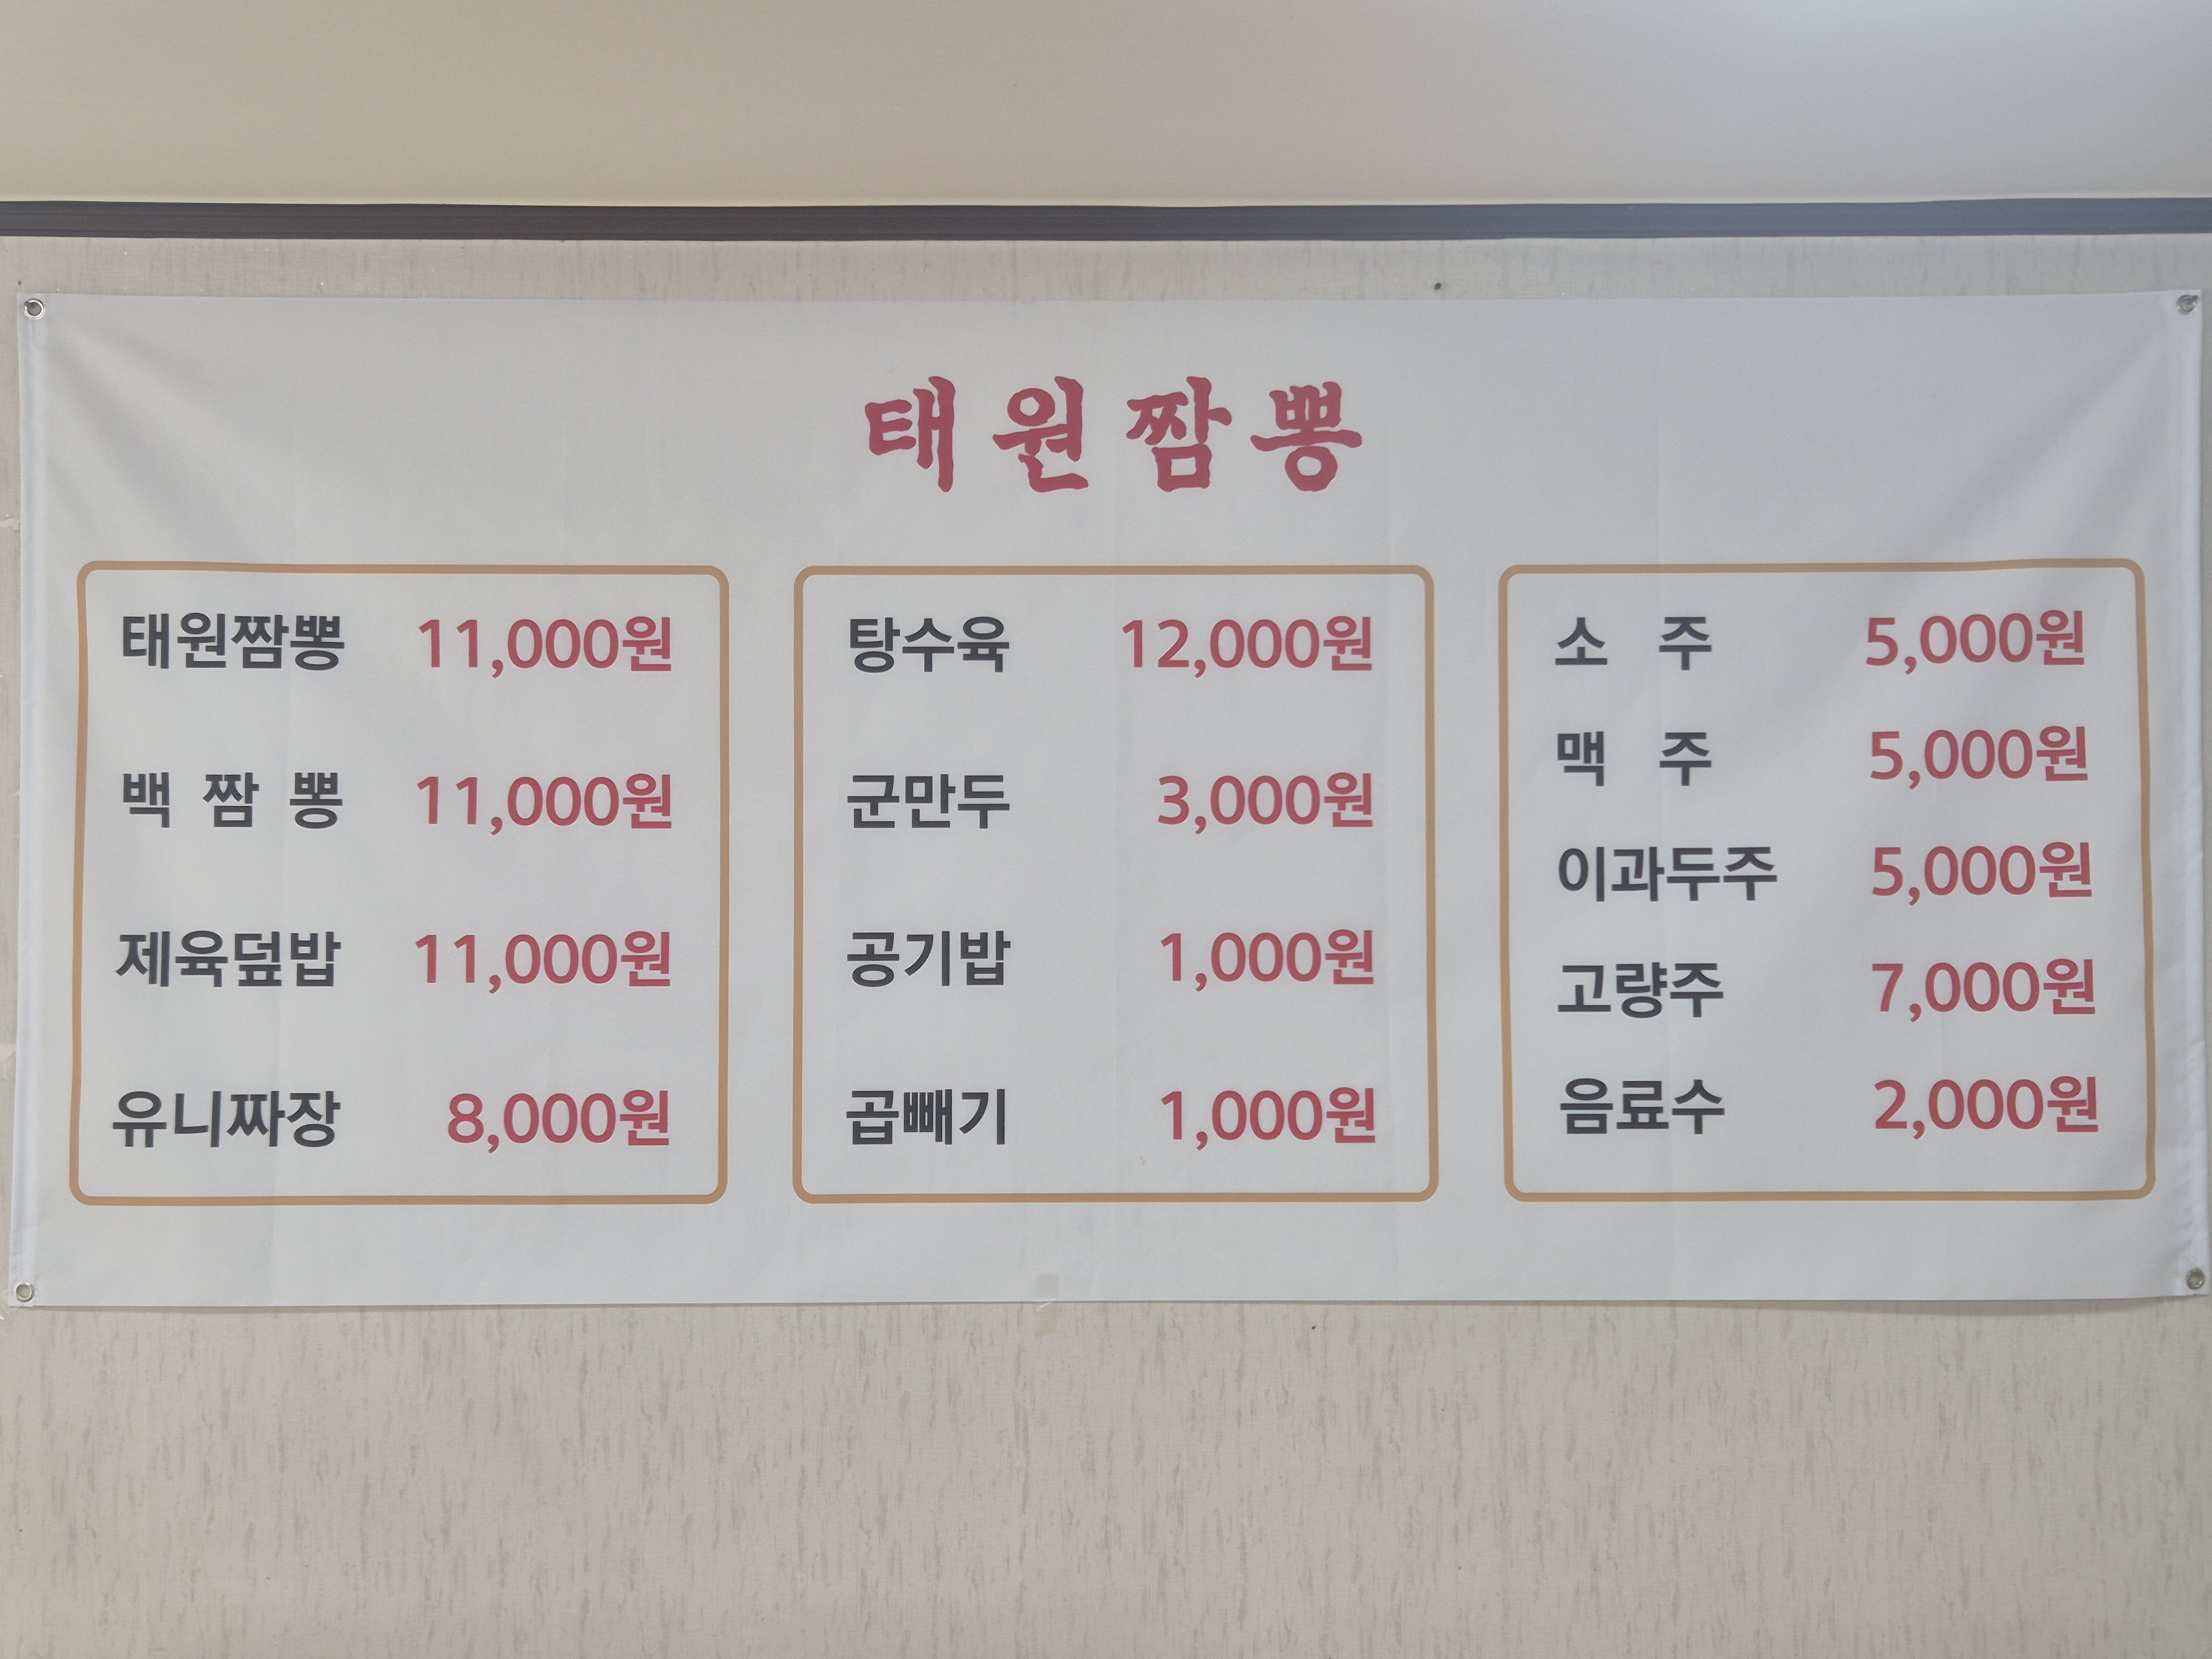 태원짬뽕
태원짬뽕 11,000원
백 짬 뽕 11,000원
제육덮밥 11,000원
유니짜장 8,000원
탕수육 12,000원
군만두 3,000원
공기밥 1,000원
곱빼기 1,000원
소 주 5,000원
맥 주 5,000원
이과두주 5,000원
고량주 7,000원
음료수 2,000원